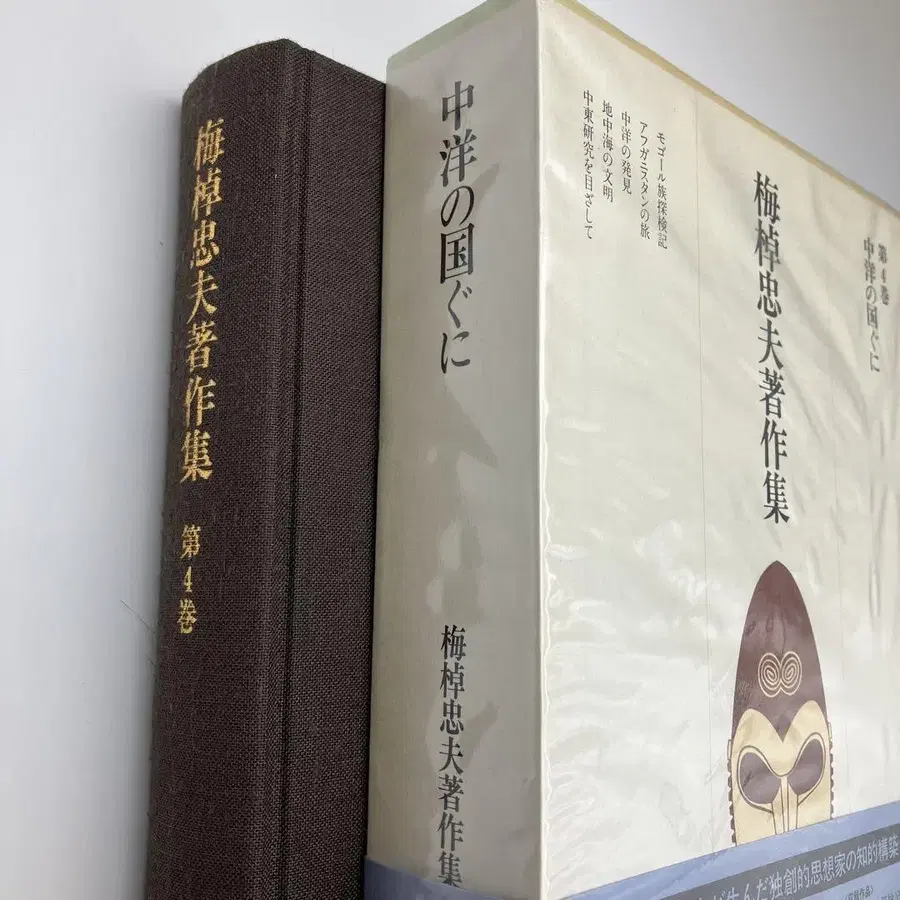 梅棹忠夫著作集 第4巻
中洋の国ぐに
梅棹忠夫著作集
第4巻
中洋の国ぐに
梅棹忠夫著作集
モゴール族探検記
アフガニスタンの旅
中洋の発見
地中海の文明
中東研究を目ざして
が生んだ独創的思想家の知的構築